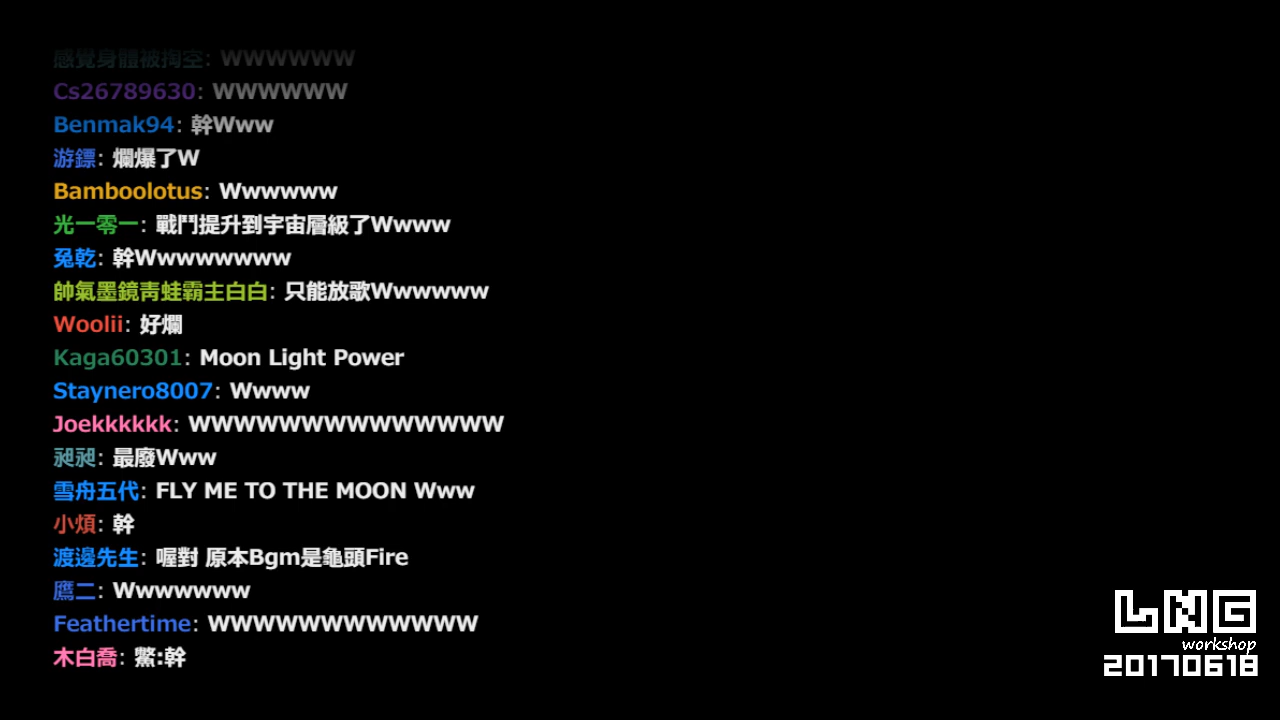 感覺身體被掏空: WWWWWW
Cs26789630: WWWWWW
Benmak94: 幹Www
游鏢: 爛爆了W
Bamboolotus: Wwwwww
光一零一: 戰鬥提升到宇宙層級了Wwww
兔乾: 幹Wwwwwwww
帥氣墨鏡青蛙霸主白白: 只能放歌Wwwwww
Woolii: 好爛
Kaga60301: Moon Light Power
Staynero8007: Wwww
Joekkkkkk: WWWWWWWWWWWWWW
昶昶: 最廢Www
雪舟五代: FLY ME TO THE MOON Www
小煩: 幹
渡邊先生: 喔對 原本Bgm是龜頭Fire
鷹二: Wwwwwww
Feathertime: WWWWWWWWWWWW
木白喬: 鱉:幹
LNG
workshop
20170618